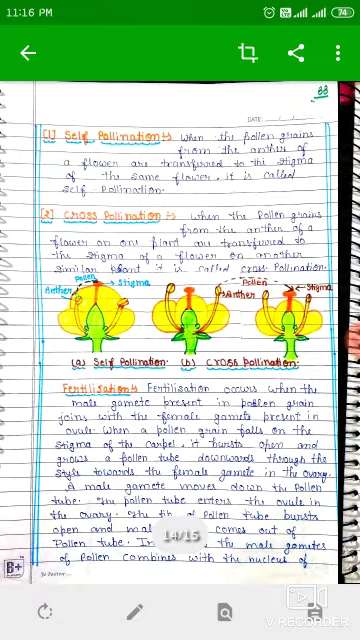 11:16 PM
74
33
DATE
[1] Self Pollination :- When the pollen grains
from the anther of
a flower are transferred to the stigma
of the same flower, it is called
self-Pollination.
[2] Cross Pollination :- When the Pollen grains
from the anther of a
flower on one plant are transferred to
the stigma of a flower on another
similar plant it is called cross-Pollination.
Pollen
Anther
Stigma
Pollen
Anther
Stigma
(a) Self Pollination
(b) Cross Pollination
Fertilisation :- Fertilisation occurs when the
male gamete present in pollen grain
joins with the female gamete present in
ovule. When a pollen grain falls on the
stigma of the carpel, it bursts open and
grows a pollen tube downwards through the
style towards the female gamete in the ovary.
A male gamete moves down the Pollen
tube. The pollen tube enters the ovule in
the ovary. The tip of Pollen tube bursts
open and mal comes out of
Pollen tube. In the male gametes
of Pollen combines with the nucleus of
14/15
B+
V RECORDER